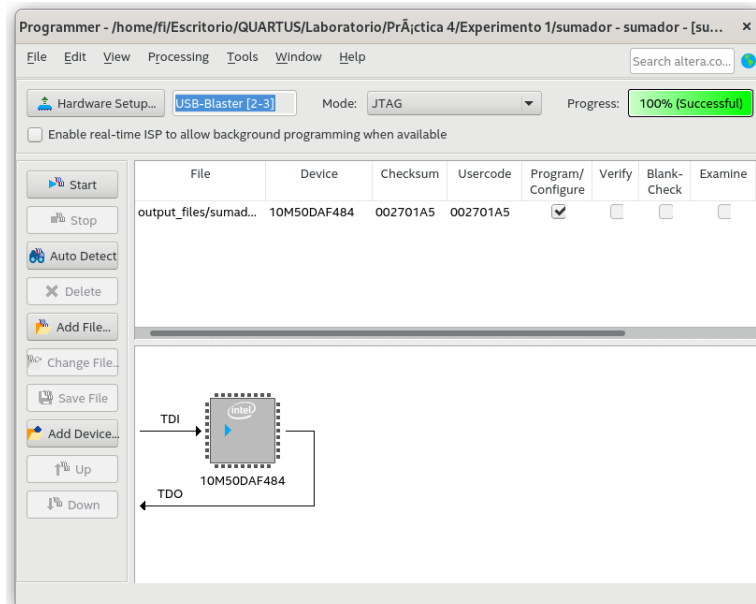 Programmer - /home/fi/Escritorio/QUARTUS/Laboratorio/PrÃ¡ctica 4/Experimento 1/sumador - sumador - [su... ×
File Edit View Processing Tools Window Help
Search altera.co...
Hardware Setup... USB-Blaster [2-3] Mode: JTAG Progress: 100% (Successful)
Enable real-time ISP to allow background programming when available
Start
Stop
Auto Detect
Delete
Add File...
Change File..
Save File
Add Device..
Up
Down
File Device Checksum Usercode Program/ Verify Blank- Examine
Configure Check
output_files/sumad... 10M50DAF484 002701A5 002701A5
intel
TDI
10M50DAF484
TDO